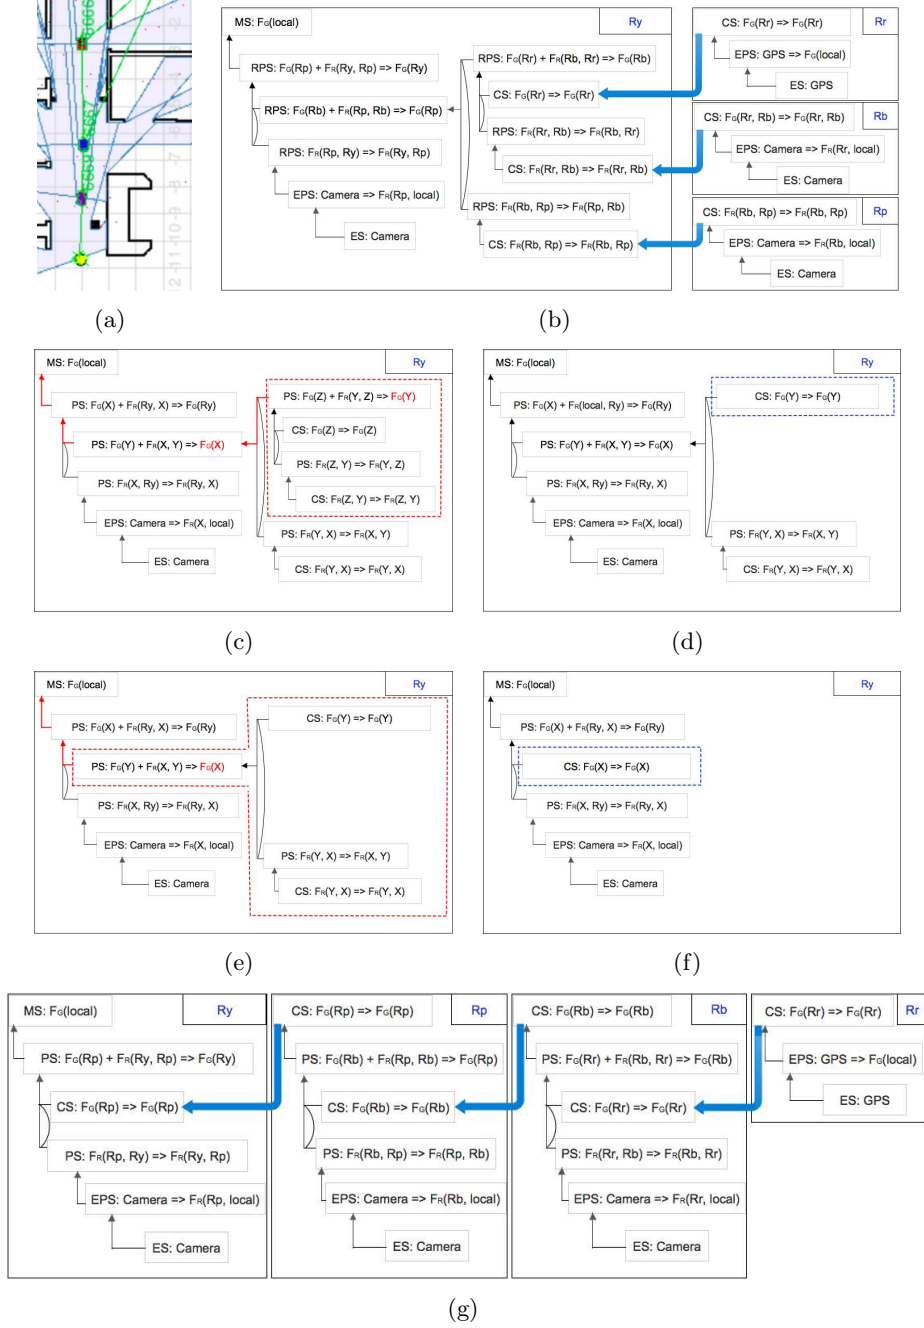 -2
-3
-6
-7
-8
-9
-10
-11
-12
(a)
MS: FG(local)
Ry
RPS: FG(Rp) + FR(Ry, Rp) => FG(Ry)
RPS: FG(Rb) + FR(Rp, Rb) => FG(Rp)
RPS: FR(Rp, Ry) => FR(Ry, Rp)
EPS: Camera => FR(Rp, local)
ES: Camera
RPS: FG(Rr) + FR(Rb, Rr) => FG(Rb)
CS: FG(Rr) => FG(Rr)
RPS: FR(Rr, Rb) => FR(Rb, Rr)
CS: FR(Rr, Rb) => FR(Rr, Rb)
RPS: FR(Rb, Rp) => FR(Rp, Rb)
CS: FR(Rb, Rp) => FR(Rb, Rp)
CS: FG(Rr) => FG(Rr)
Rr
EPS: GPS => FG(local)
ES: GPS
CS: FG(Rr, Rb) => FG(Rr, Rb)
Rb
EPS: Camera => FR(Rr, local)
ES: Camera
CS: FR(Rb, Rp) => FR(Rb, Rp)
Rp
EPS: Camera => FR(Rb, local)
ES: Camera
(b)
MS: FG(local)
Ry
PS: FG(X) + FR(Ry, X) => FG(Ry)
PS: FG(Y) + FR(X, Y) => FG(X)
PS: FR(X, Ry) => FR(Ry, X)
EPS: Camera => FR(X, local)
ES: Camera
PS: FG(Z) + FR(Y, Z) => FG(Y)
CS: FG(Z) => FG(Z)
PS: FR(Z, Y) => FR(Y, Z)
CS: FR(Z, Y) => FR(Z, Y)
PS: FR(Y, X) => FR(X, Y)
CS: FR(Y, X) => FR(Y, X)
(c)
MS: FG(local)
Ry
PS: FG(X) + FR(local, Ry) => FG(Ry)
PS: FG(Y) + FR(X, Y) => FG(X)
PS: FR(X, Ry) => FR(Ry, X)
EPS: Camera => FR(X, local)
ES: Camera
CS: FG(Y) => FG(Y)
PS: FR(Y, X) => FR(X, Y)
CS: FR(Y, X) => FR(Y, X)
(d)
MS: FG(local)
Ry
PS: FG(X) + FR(Ry, X) => FG(Ry)
PS: FG(Y) + FR(X, Y) => FG(X)
PS: FR(X, Ry) => FR(Ry, X)
EPS: Camera => FR(X, local)
ES: Camera
CS: FG(Y) => FG(Y)
PS: FR(Y, X) => FR(X, Y)
CS: FR(Y, X) => FR(Y, X)
(e)
MS: FG(local)
Ry
PS: FG(X) + FR(Ry, X) => FG(Ry)
CS: FG(X) => FG(X)
PS: FR(X, Ry) => FR(Ry, X)
EPS: Camera => FR(X, local)
ES: Camera
(f)
MS: FG(local)
Ry
PS: FG(Rp) + FR(Ry, Rp) => FG(Ry)
CS: FG(Rp) => FG(Rp)
PS: FR(Rp, Ry) => FR(Ry, Rp)
EPS: Camera => FR(Rp, local)
ES: Camera
CS: FG(Rp) => FG(Rp)
Rp
PS: FG(Rb) + FR(Rp, Rb) => FG(Rp)
CS: FG(Rb) => FG(Rb)
PS: FR(Rb, Rp) => FR(Rp, Rb)
EPS: Camera => FR(Rb, local)
ES: Camera
CS: FG(Rb) => FG(Rb)
Rb
PS: FG(Rr) + FR(Rb, Rr) => FG(Rb)
CS: FG(Rr) => FG(Rr)
PS: FR(Rr, Rb) => FR(Rb, Rr)
EPS: Camera => FR(Rr, local)
ES: Camera
CS: FG(Rr) => FG(Rr)
Rr
EPS: GPS => FG(local)
ES: GPS
(g)